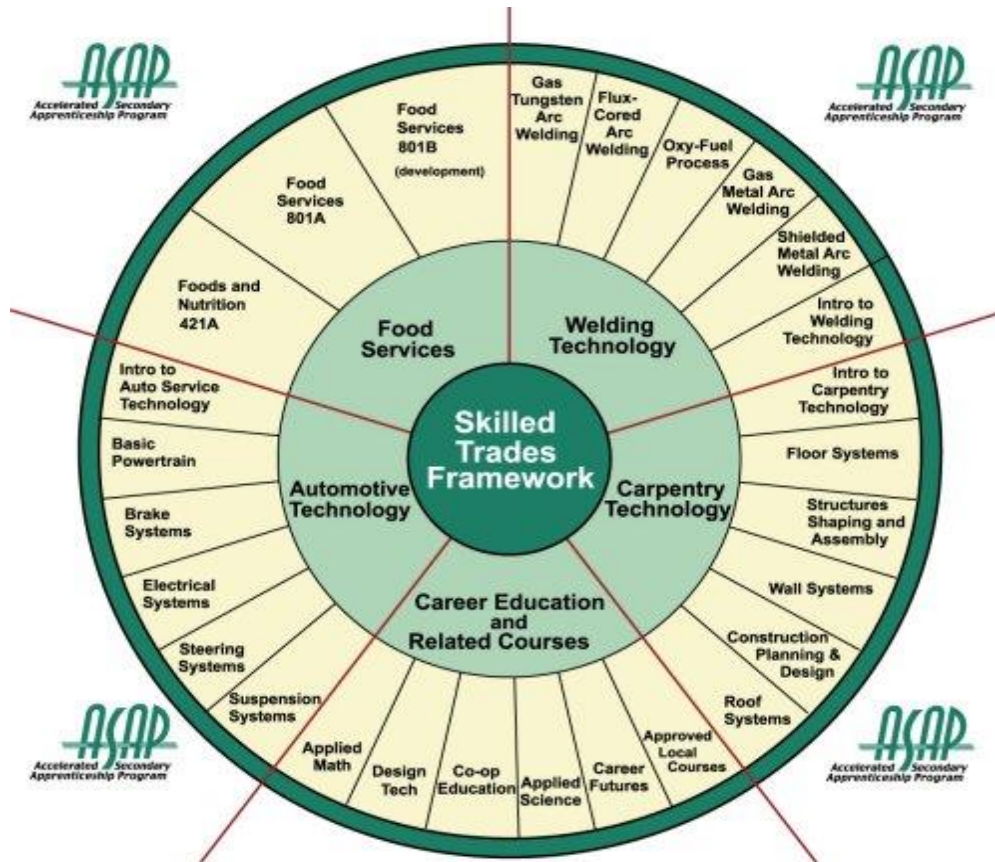 ASAP
Accelerated Secondary
Apprenticeship Program
ASAP
Accelerated Secondary
Apprenticeship Program
Skilled
Trades
Framework
Food
Services
Foods and
Nutrition
421A
Food
Services
801A
Food
Services
801B
(development)
Welding
Technology
Gas
Tungsten
Arc
Welding
Flux-
Cored
Arc
Welding
Oxy-Fuel
Process
Gas
Metal Arc
Welding
Shielded
Metal Arc
Welding
Intro to
Welding
Technology
Carpentry
Technology
Intro to
Carpentry
Technology
Floor Systems
Structures
Shaping and
Assembly
Wall Systems
Construction
Planning &
Design
Roof
Systems
Career Education
and
Related Courses
Approved
Local
Courses
Career
Futures
Applied
Science
Co-op
Education
Design
Tech
Applied
Math
Automotive
Technology
Suspension
Systems
Steering
Systems
Electrical
Systems
Brake
Systems
Basic
Powertrain
Intro to
Auto Service
Technology
ASAP
Accelerated Secondary
Apprenticeship Program
ASAP
Accelerated Secondary
Apprenticeship Program